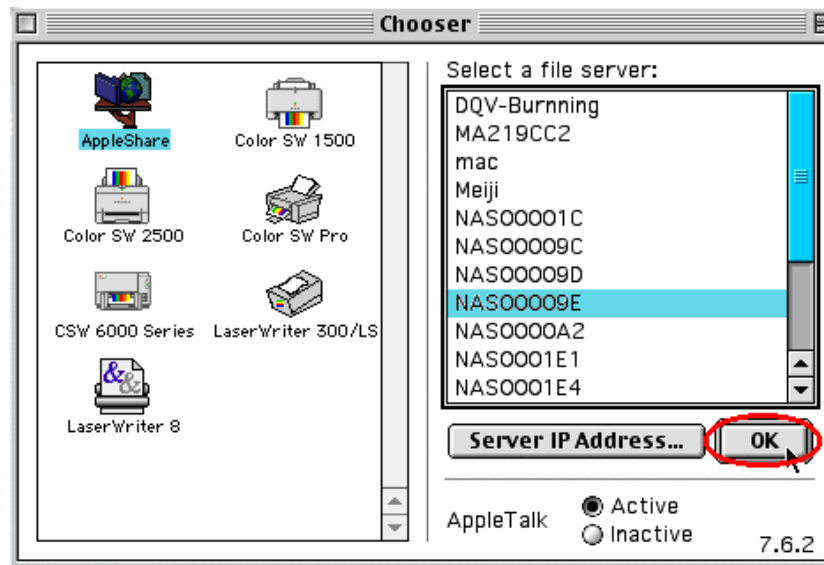 Chooser
AppleShare
Color SW 1500
Color SW 2500
Color SW Pro
CSW 6000 Series
LaserWriter 300/LS
LaserWriter 8
Select a file server:
DQV-Burnning
MA219CC2
mac
Meiji
NAS00001C
NAS00009C
NAS00009D
NAS00009E
NAS0000A2
NAS0001E1
NAS0001E4
Server IP Address...
OK
AppleTalk
Active
Inactive
7.6.2